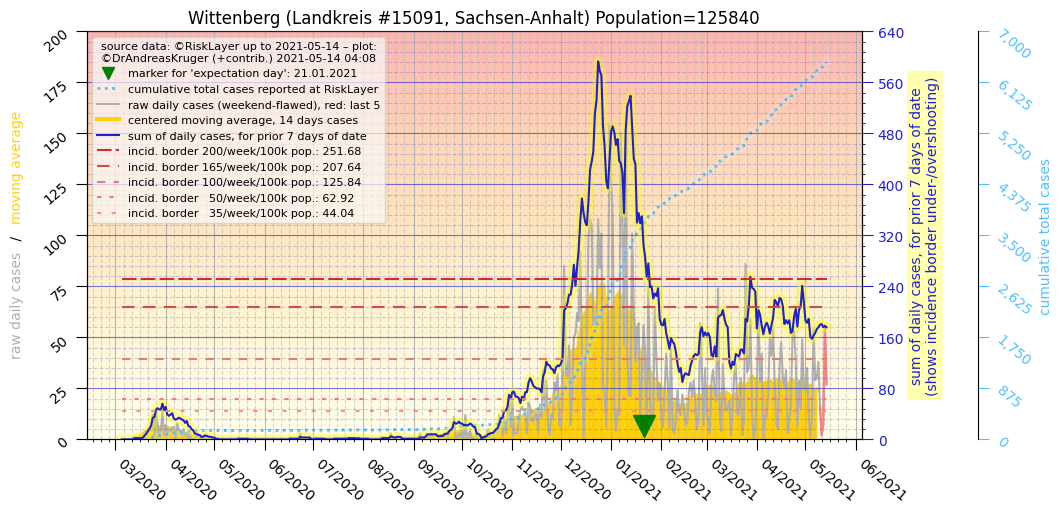 Wittenberg (Landkreis #15091, Sachsen-Anhalt) Population=125840
source data: ©RiskLayer up to 2021-05-14 – plot:
©DrAndreasKruger (+contrib.) 2021-05-14 04:08
marker for 'expectation day': 21.01.2021
cumulative total cases reported at RiskLayer
raw daily cases (weekend-flawed), red: last 5
centered moving average, 14 days cases
sum of daily cases, for prior 7 days of date
incid. border 200/week/100k pop.: 251.68
incid. border 165/week/100k pop.: 207.64
incid. border 100/week/100k pop.: 125.84
incid. border   50/week/100k pop.: 62.92
incid. border   35/week/100k pop.: 44.04
raw daily cases / moving average
200
175
150
125
100
75
50
25
0
03/2020
04/2020
05/2020
06/2020
07/2020
08/2020
09/2020
10/2020
11/2020
12/2020
01/2021
02/2021
03/2021
04/2021
05/2021
06/2021
640
560
480
400
320
240
160
80
0
sum of daily cases, for prior 7 days of date
(shows incidence border under-/overshooting)
7,000
6,125
5,250
4,375
3,500
2,625
1,750
875
0
cumulative total cases